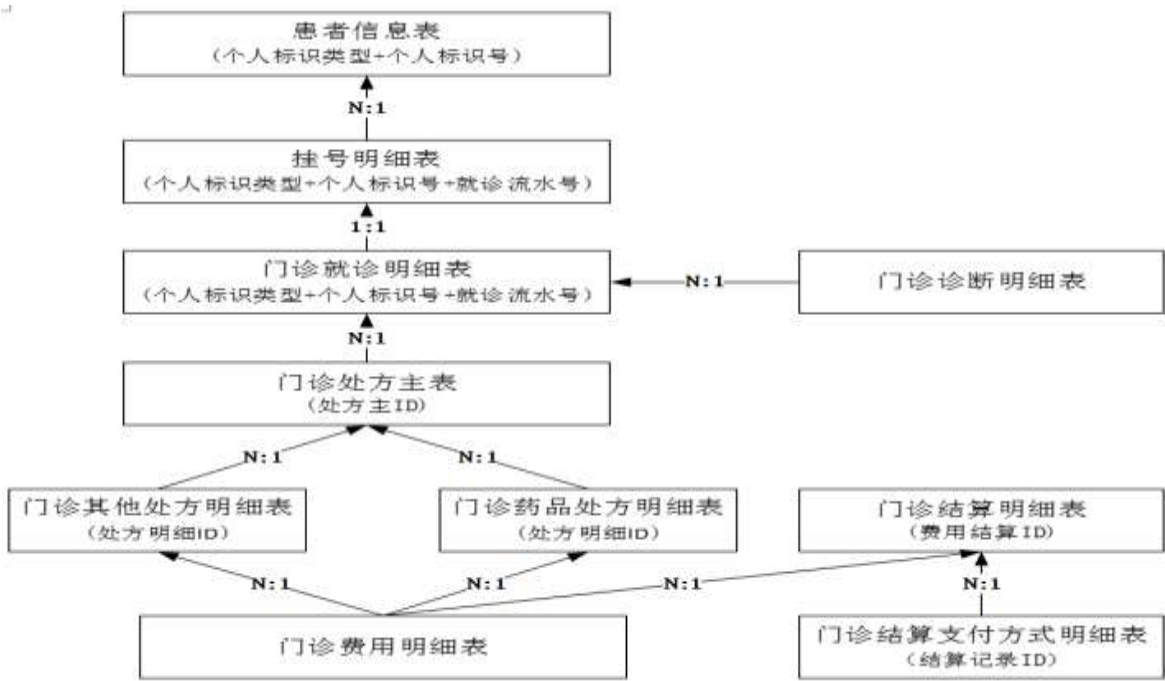 患者信息表
(个人标识类型+个人标识号)
N:1
挂号明细表
(个人标识类型+个人标识号+就诊流水号)
1:1
门诊就诊明细表
(个人标识类型+个人标识号+就诊流水号)
N:1
门诊诊断明细表
N:1
门诊处方主表
(处方主ID)
N:1
N:1
门诊其他处方明细表
(处方明细ID)
门诊药品处方明细表
(处方明细ID)
门诊结算明细表
(费用结算ID)
N:1
N:1
N:1
N:1
门诊费用明细表
门诊结算支付方式明细表
(结算记录ID)